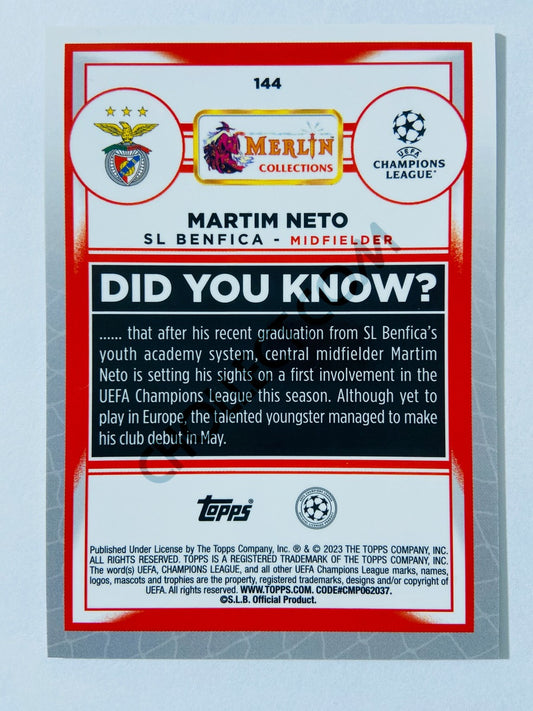 144
MERLIN
COLLECTIONS
UEFA
CHAMPIONS
LEAGUE®
MARTIM NETO
SL BENFICA - MIDFIELDER
DID YOU KNOW?
...... that after his recent graduation from SL Benfica's
youth academy system, central midfielder Martim
Neto is setting his sights on a first involvement in the
UEFA Champions League this season. Although yet to
play in Europe, the talented youngster managed to make
his club debut in May.
topps®
Published Under License by The Topps Company, Inc. ® & © 2023 THE TOPPS COMPANY, INC.
ALL RIGHTS RESERVED. TOPPS IS A REGISTERED TRADEMARK OF THE TOPPS COMPANY, INC.
The word(s) UEFA, CHAMPIONS LEAGUE, and all other UEFA Champions League marks, names,
logos, mascots and trophies are the property, registered trademarks, designs and/or copyright of
UEFA. All rights reserved. WWW.TOPPS.COM. CODE#CMP062037.
©S.L.B. Official Product.